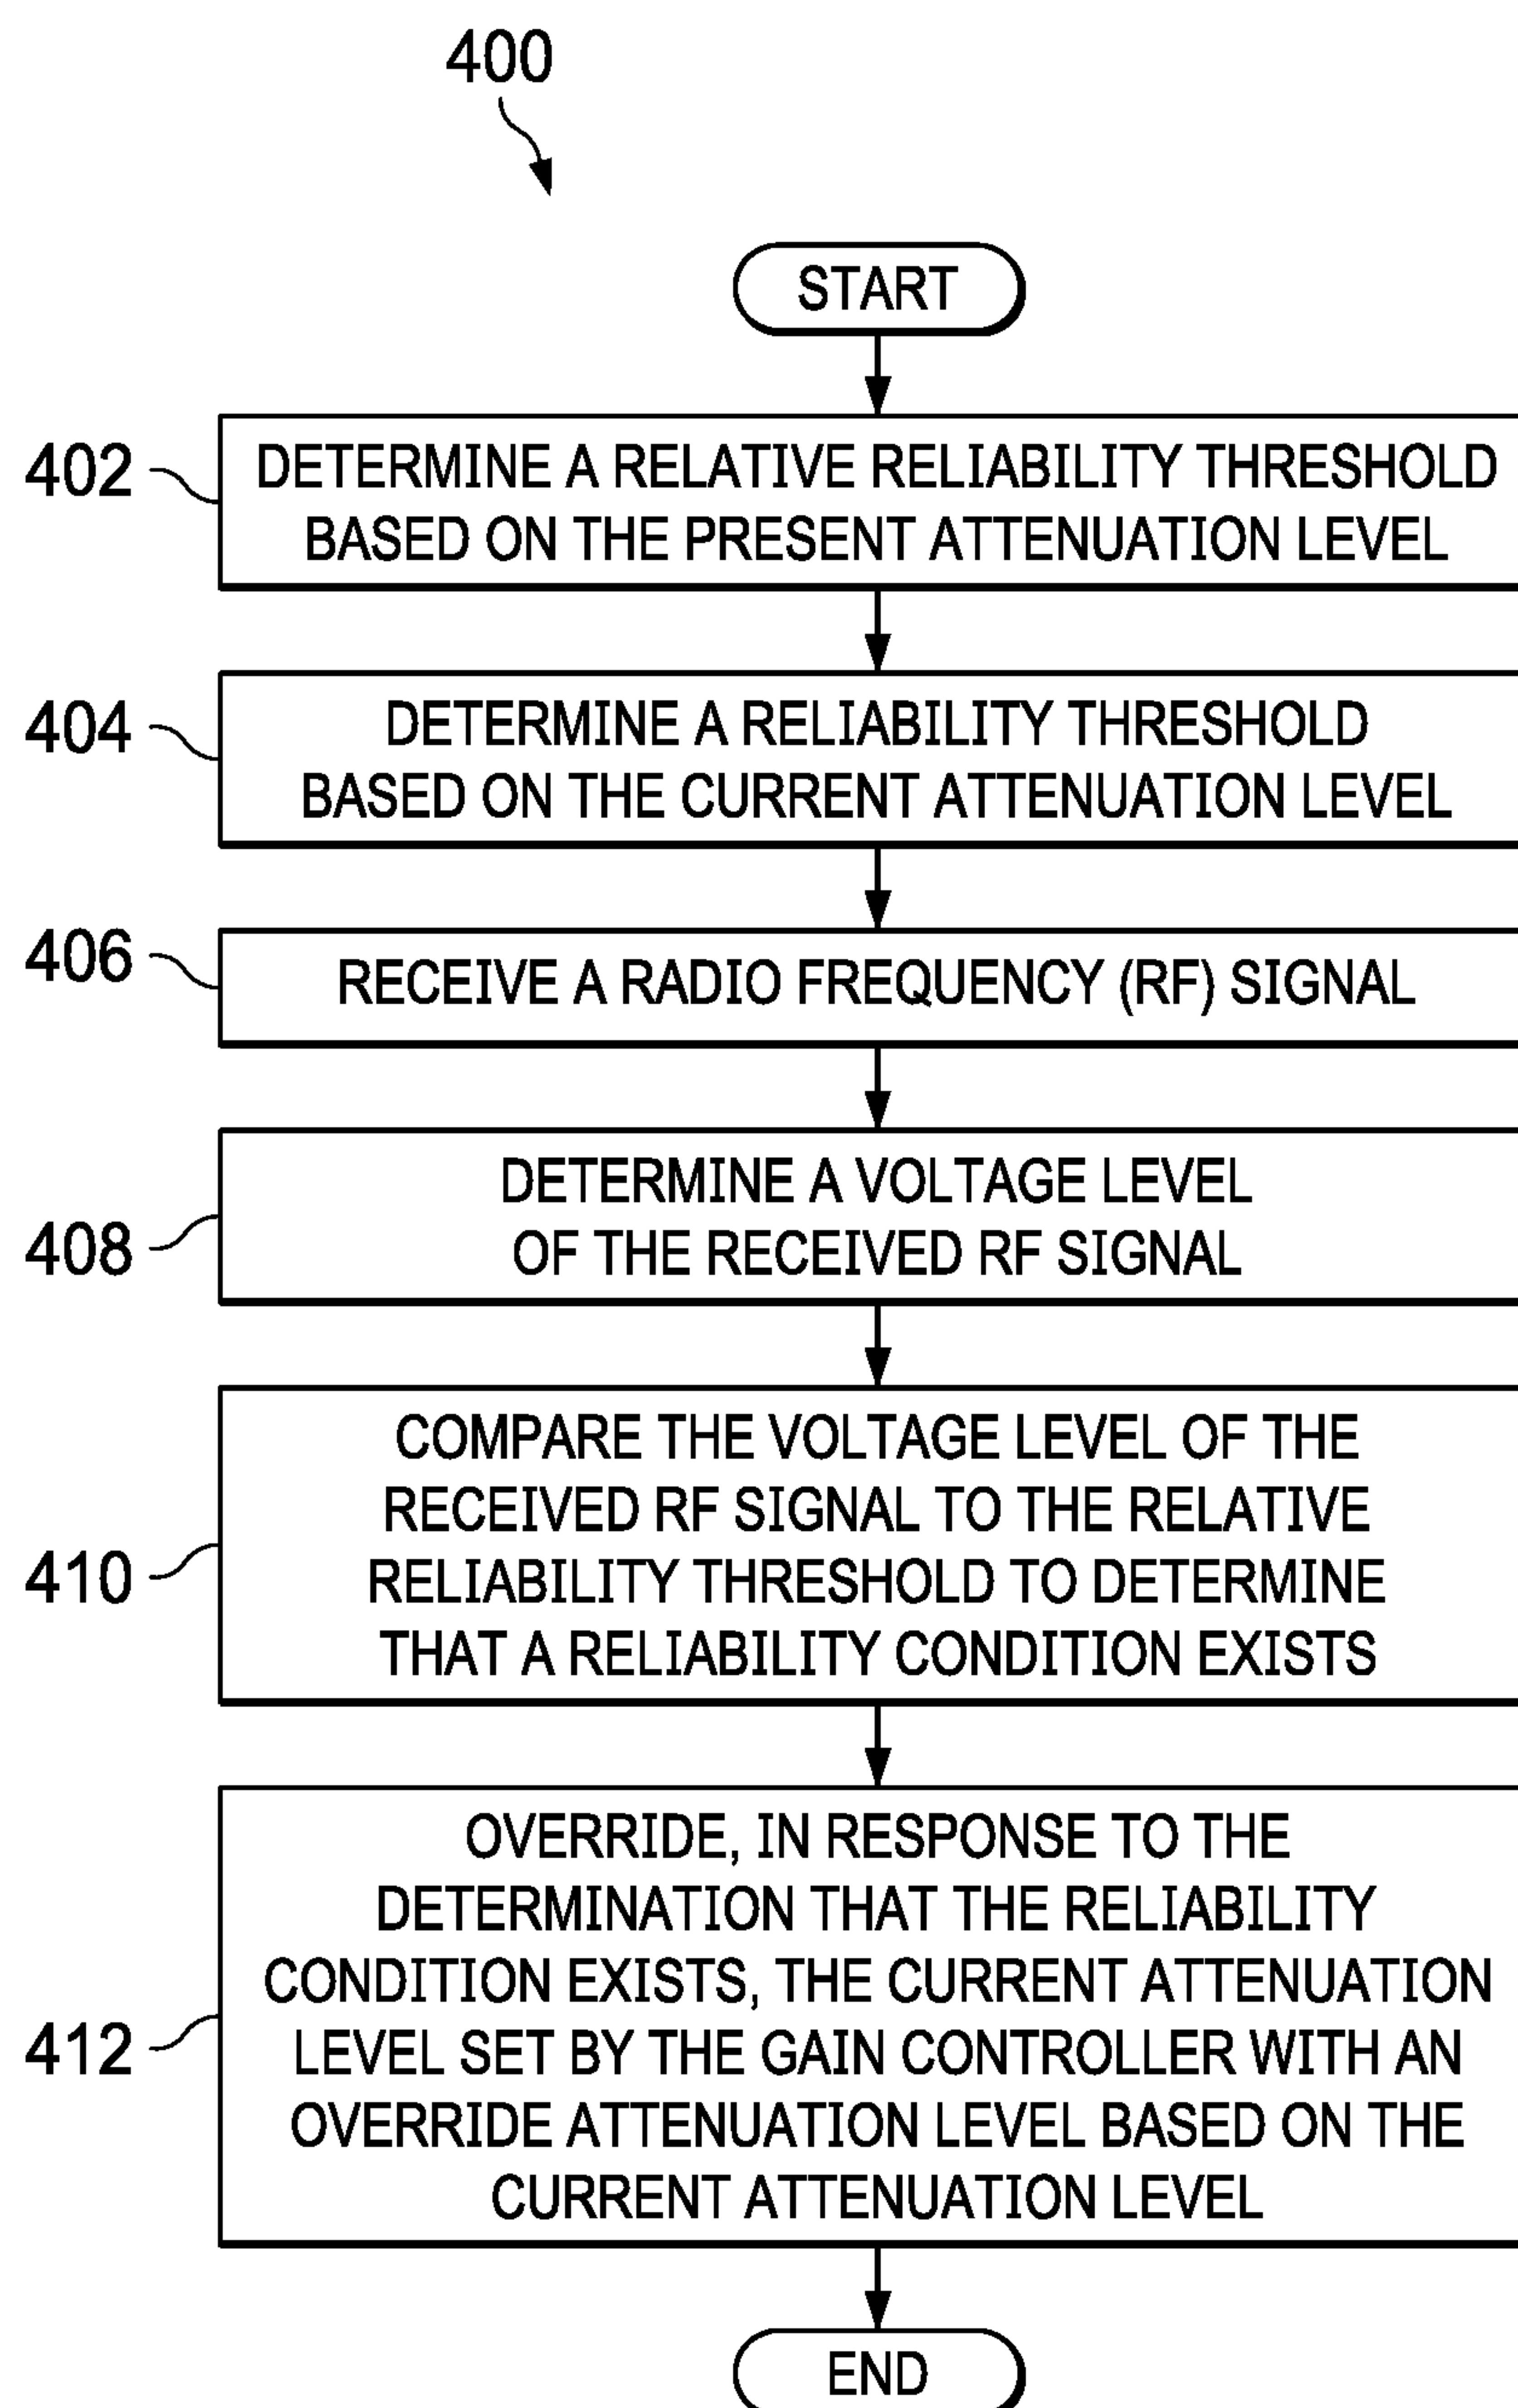 400
START
402
DETERMINE A RELATIVE RELIABILITY THRESHOLD
BASED ON THE PRESENT ATTENUATION LEVEL
404
DETERMINE A RELIABILITY THRESHOLD
BASED ON THE CURRENT ATTENUATION LEVEL
406
RECEIVE A RADIO FREQUENCY (RF) SIGNAL
408
DETERMINE A VOLTAGE LEVEL
OF THE RECEIVED RF SIGNAL
410
COMPARE THE VOLTAGE LEVEL OF THE
RECEIVED RF SIGNAL TO THE RELATIVE
RELIABILITY THRESHOLD TO DETERMINE
THAT A RELIABILITY CONDITION EXISTS
412
OVERRIDE, IN RESPONSE TO THE
DETERMINATION THAT THE RELIABILITY
CONDITION EXISTS, THE CURRENT ATTENUATION
LEVEL SET BY THE GAIN CONTROLLER WITH AN
OVERRIDE ATTENUATION LEVEL BASED ON THE
CURRENT ATTENUATION LEVEL
END